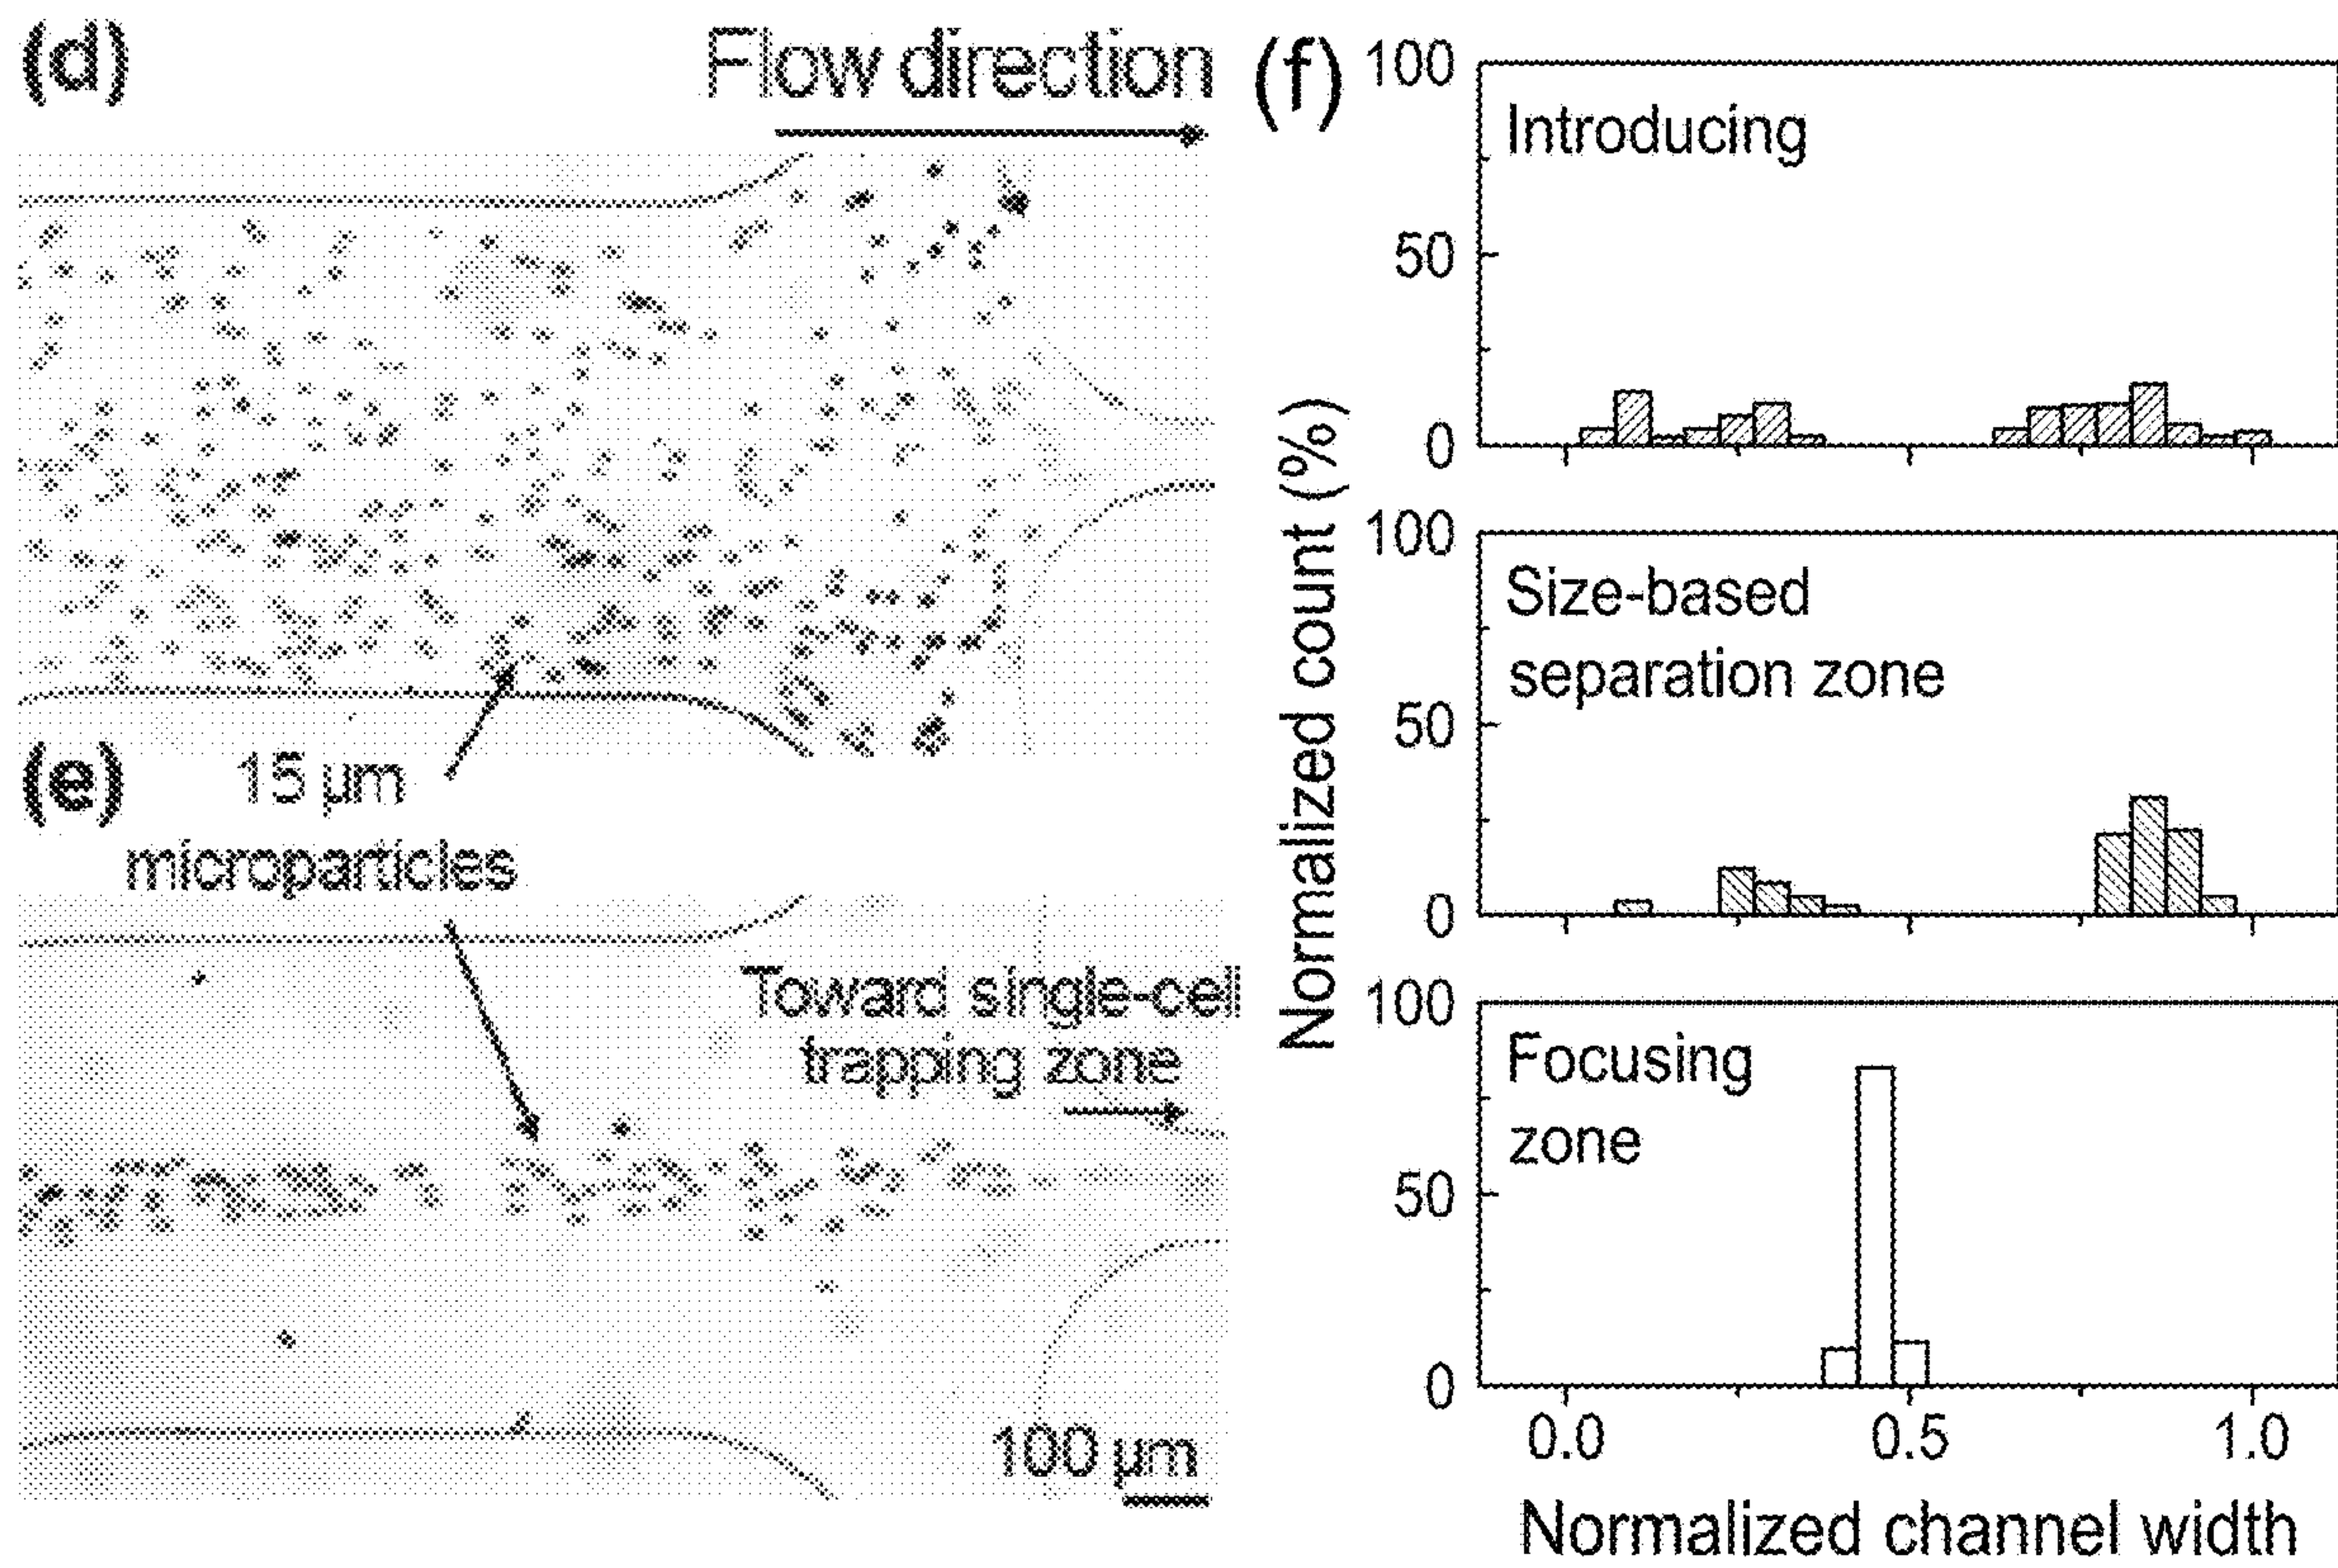 (d)
Flow direction
15 µm
microparticles
(e)
Toward single-cell
trapping zone
100 µm
(f)
Normalized count (%)
100
Introducing
50
0
100
Size-based
separation zone
50
0
100
Focusing
zone
50
0
0.0 0.5 1.0
Normalized channel width